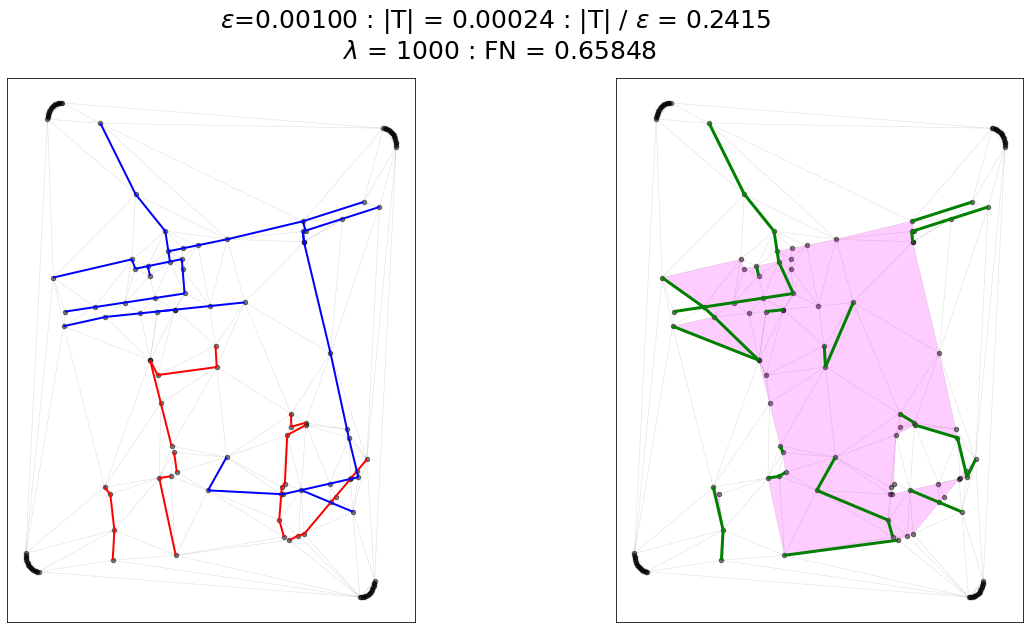 ε=0.00100 : |T| = 0.00024 : |T| / ε = 0.2415
λ = 1000 : FN = 0.65848